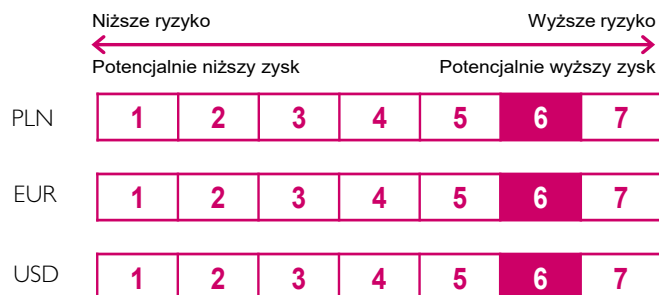 Niższe ryzyko Wyższe ryzyko
Potencjalnie niższy zysk Potencjalnie wyższy zysk
PLN 1 2 3 4 5 6 7
EUR 1 2 3 4 5 6 7
USD 1 2 3 4 5 6 7